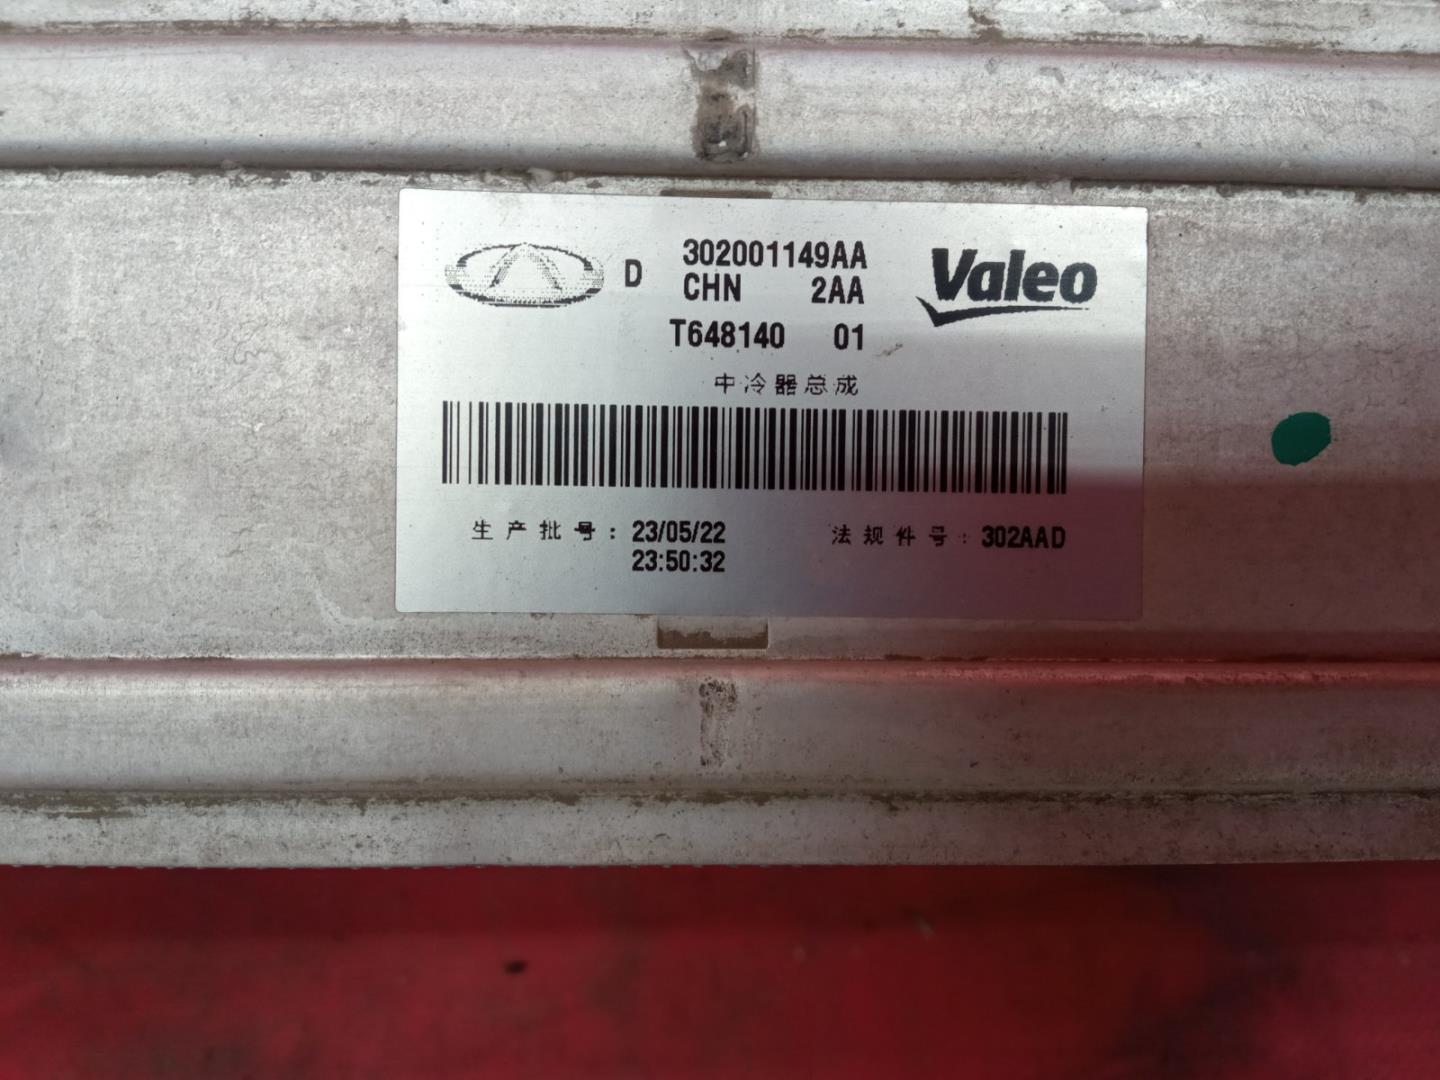 D 302001149AA
CHN 2AA
T648140 01
Valeo
中冷器总成
生产批号：23/05/22
23:50:32
法规件号：302AAD